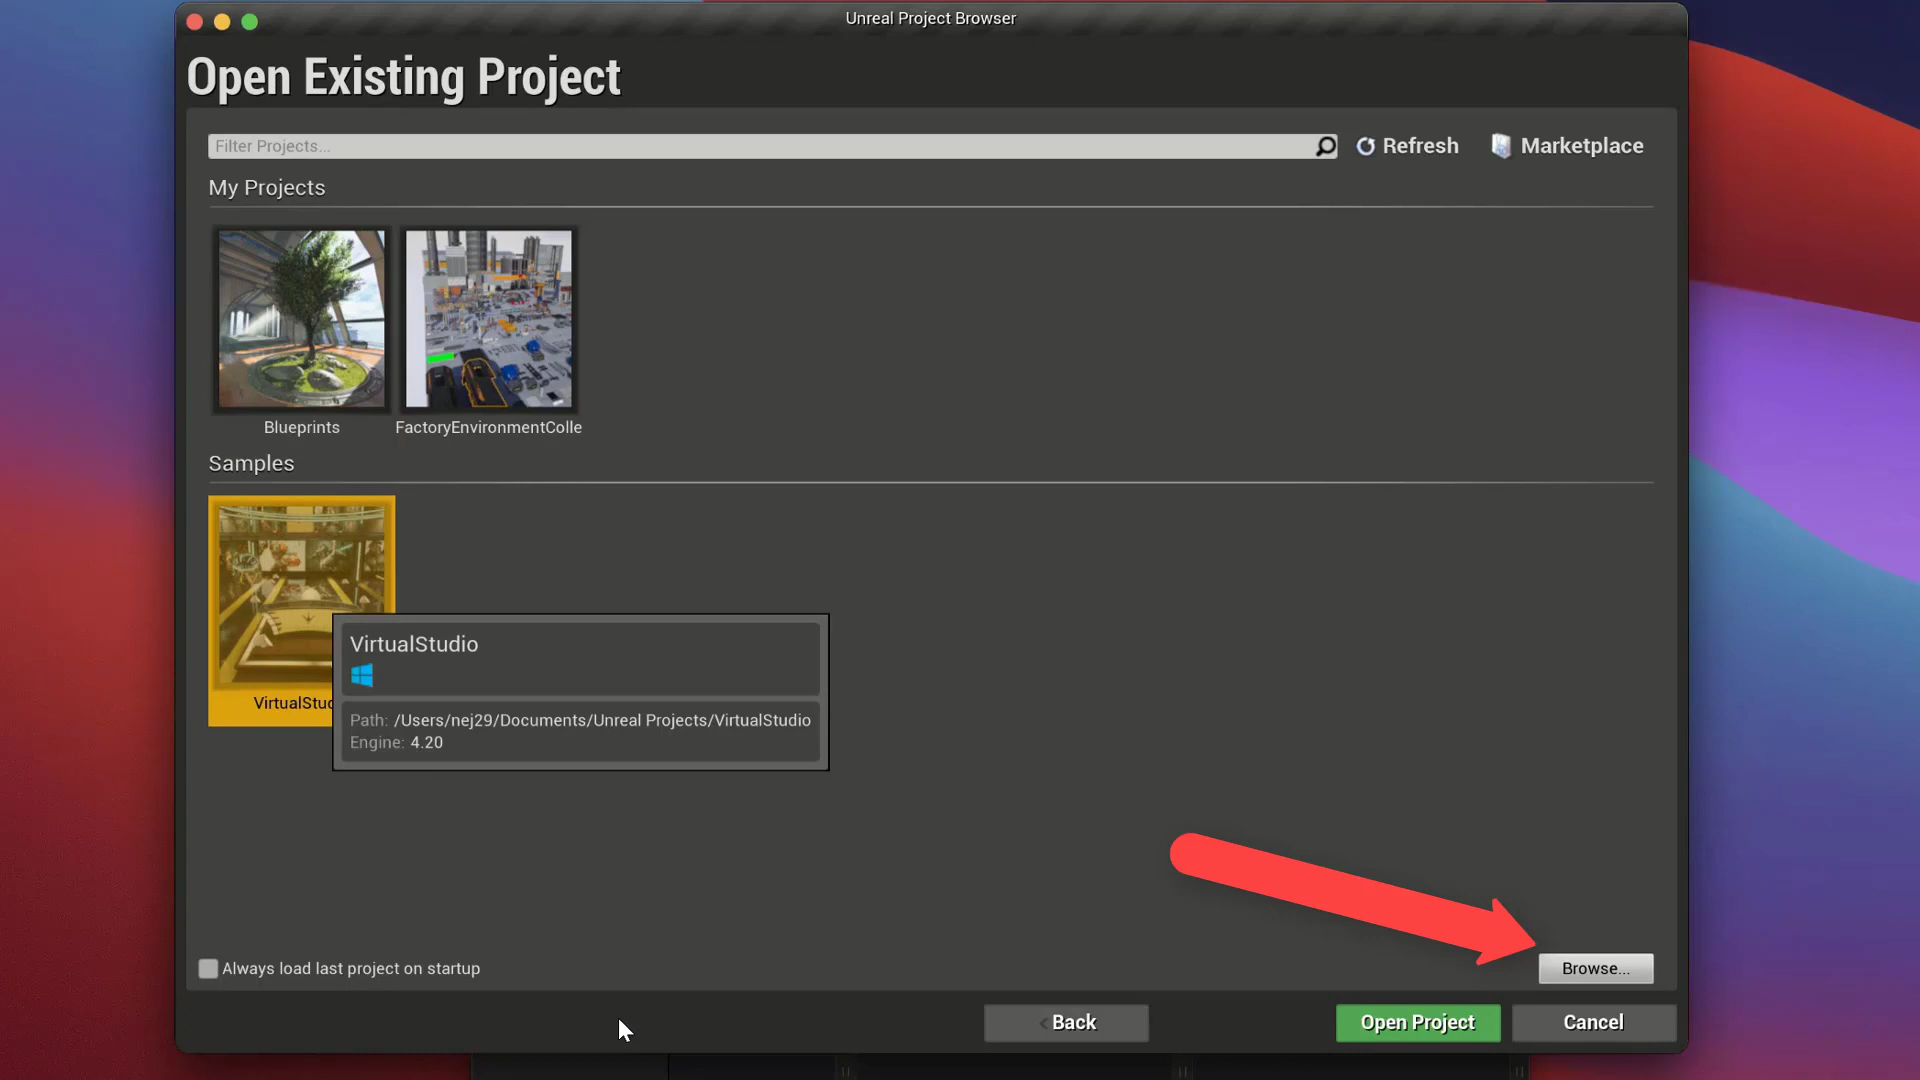 Unreal Project Browser
Open Existing Project
Filter Projects...
Refresh
Marketplace
My Projects
Blueprints
FactoryEnvironmentColle
Samples
VirtualStud
VirtualStudio
Path: /Users/nej29/Documents/Unreal Projects/VirtualStudio
Engine: 4.20
Always load last project on startup
Browse...
< Back
Open Project
Cancel